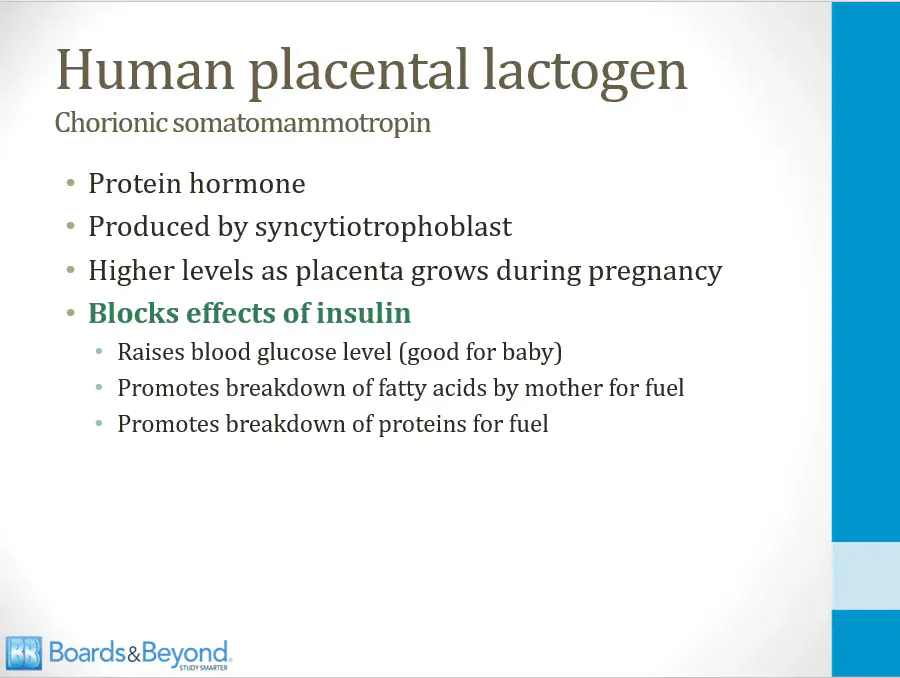 Human placental lactogen
Chorionic somatomammotropin
• Protein hormone
• Produced by syncytiotrophoblast
• Higher levels as placenta grows during pregnancy
• Blocks effects of insulin
• Raises blood glucose level (good for baby)
• Promotes breakdown of fatty acids by mother for fuel
• Promotes breakdown of proteins for fuel
BB Boards&Beyond.
STUDY SMARTER